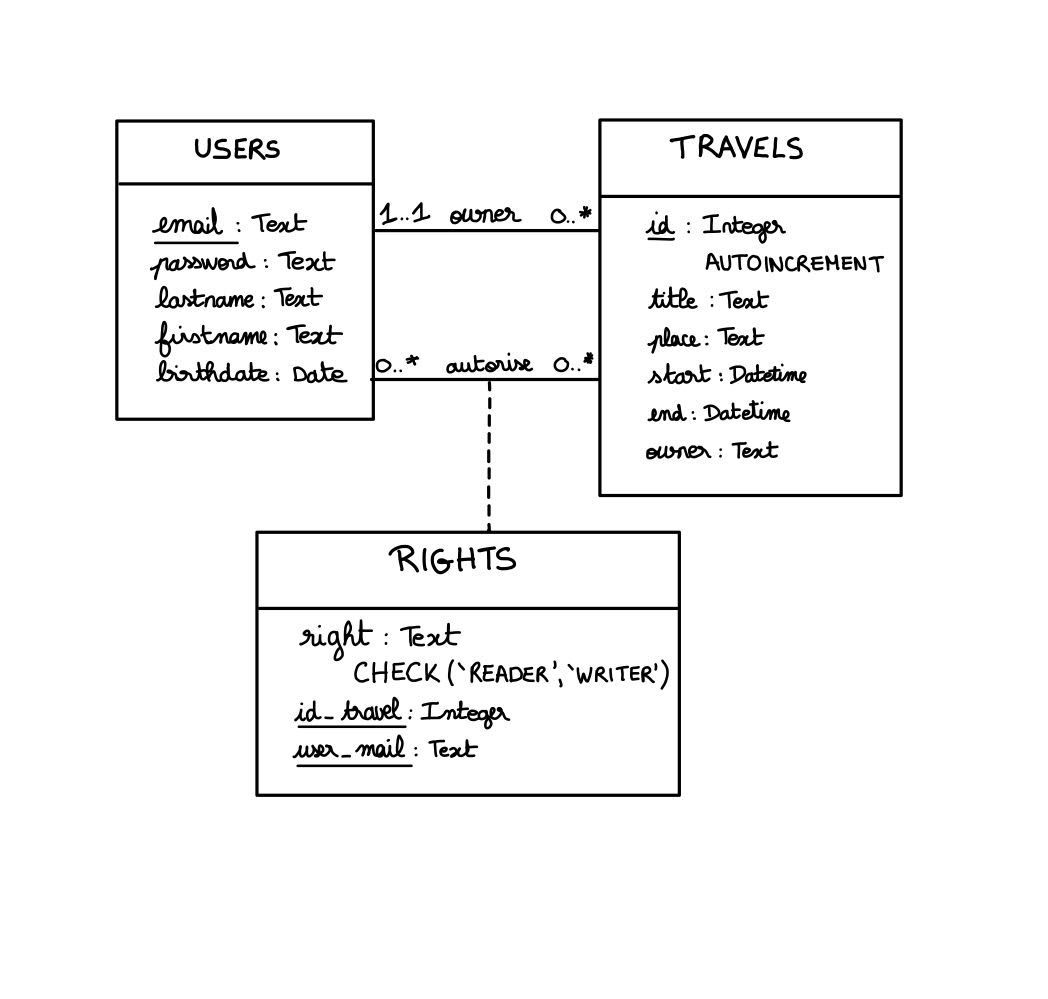 USERS
email : Text
password : Text
lastname : Text
firstname : Text
birthdate : Date
1..1 owner 0..*
0..* autorise 0..*
TRAVELS
id : Integer
AUTOINCREMENT
title : Text
place : Text
start : Datetime
end : Datetime
owner : Text
RIGHTS
right : Text
CHECK (`READER', `WRITER')
id_travel : Integer
user_mail : Text